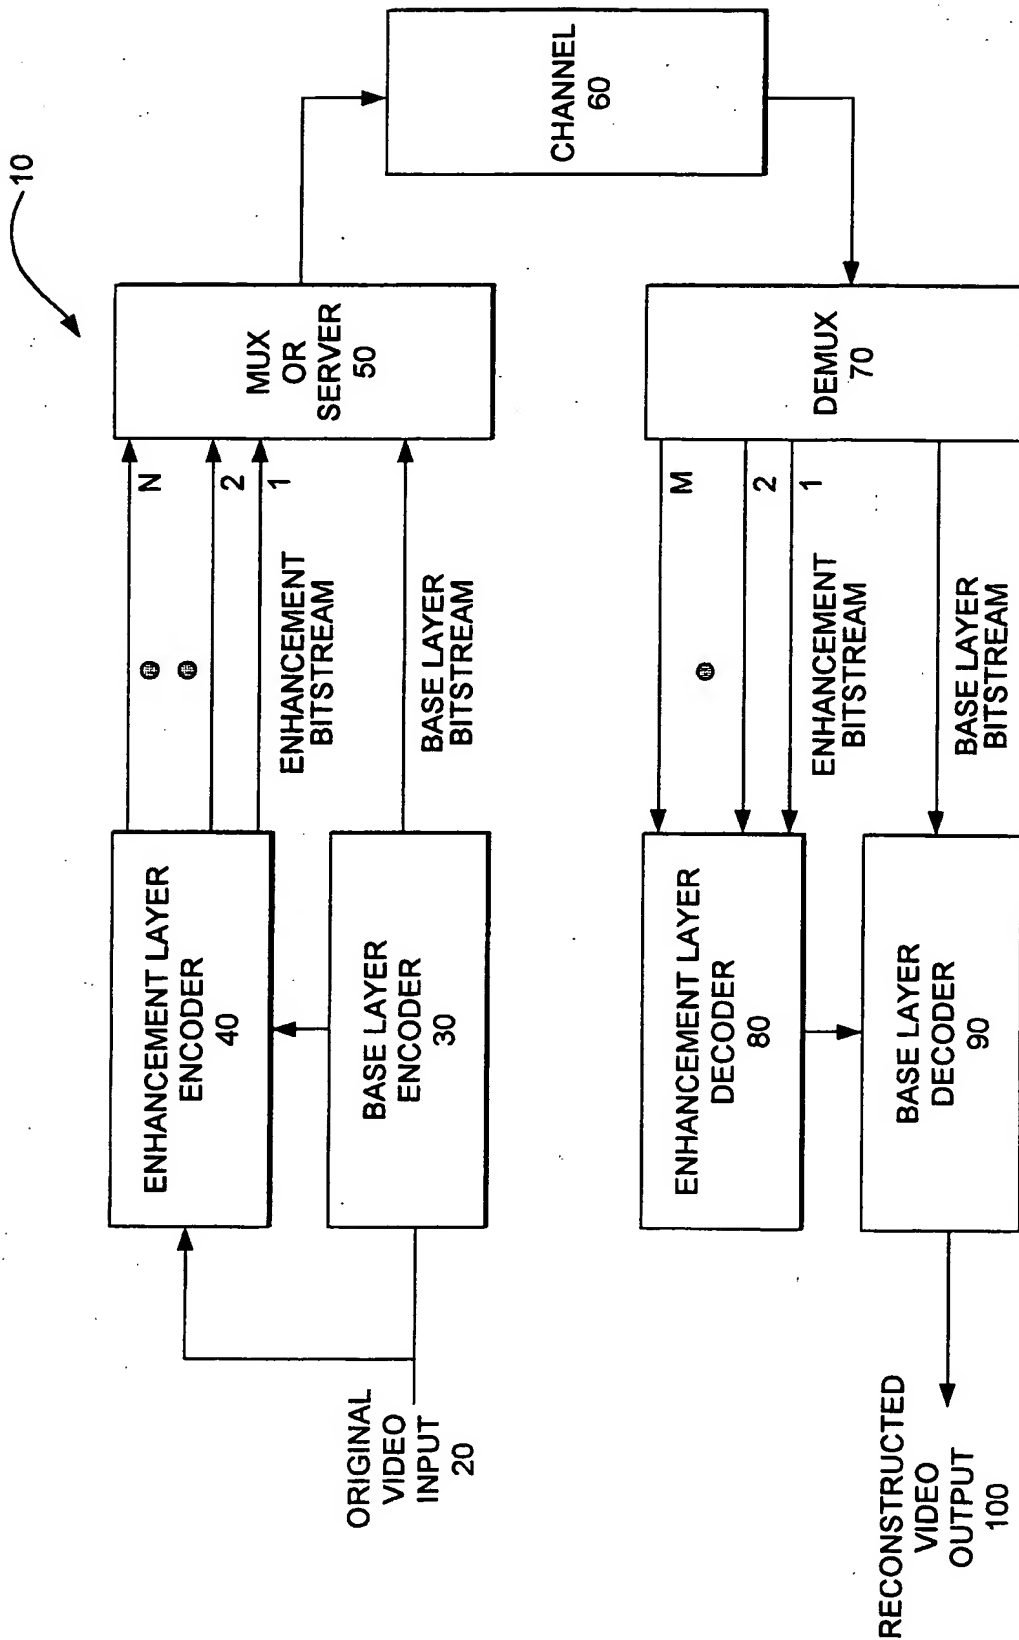 10
ORIGINAL
VIDEO
INPUT
20
ENHANCEMENT LAYER
ENCODER
40
BASE LAYER
ENCODER
30
N
2
1
ENHANCEMENT
BITSTREAM
BASE LAYER
BITSTREAM
MUX
OR
SERVER
50
CHANNEL
60
DEMUX
70
M
2
1
ENHANCEMENT
BITSTREAM
BASE LAYER
BITSTREAM
ENHANCEMENT LAYER
DECODER
80
BASE LAYER
DECODER
90
RECONSTRUCTED
VIDEO
OUTPUT
100